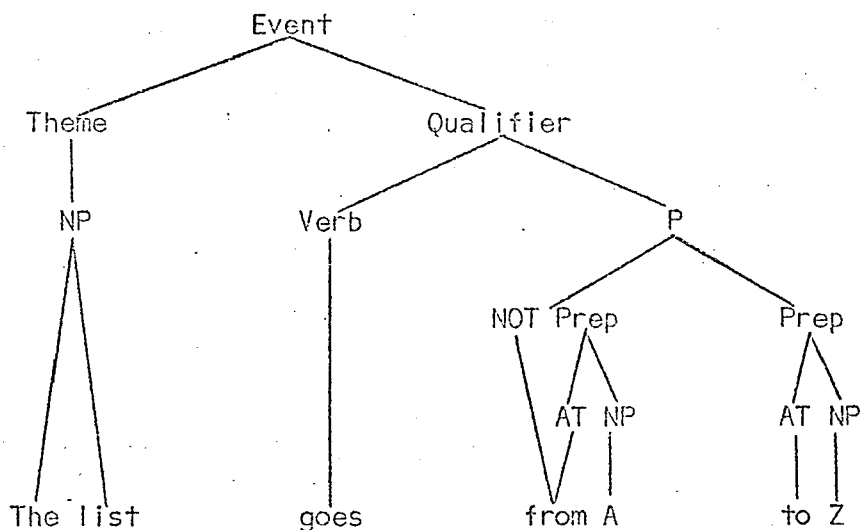 Event
Theme Qualifier
NP Verb P
NOT Prep Prep
AT NP AT NP
The list goes from A to Z